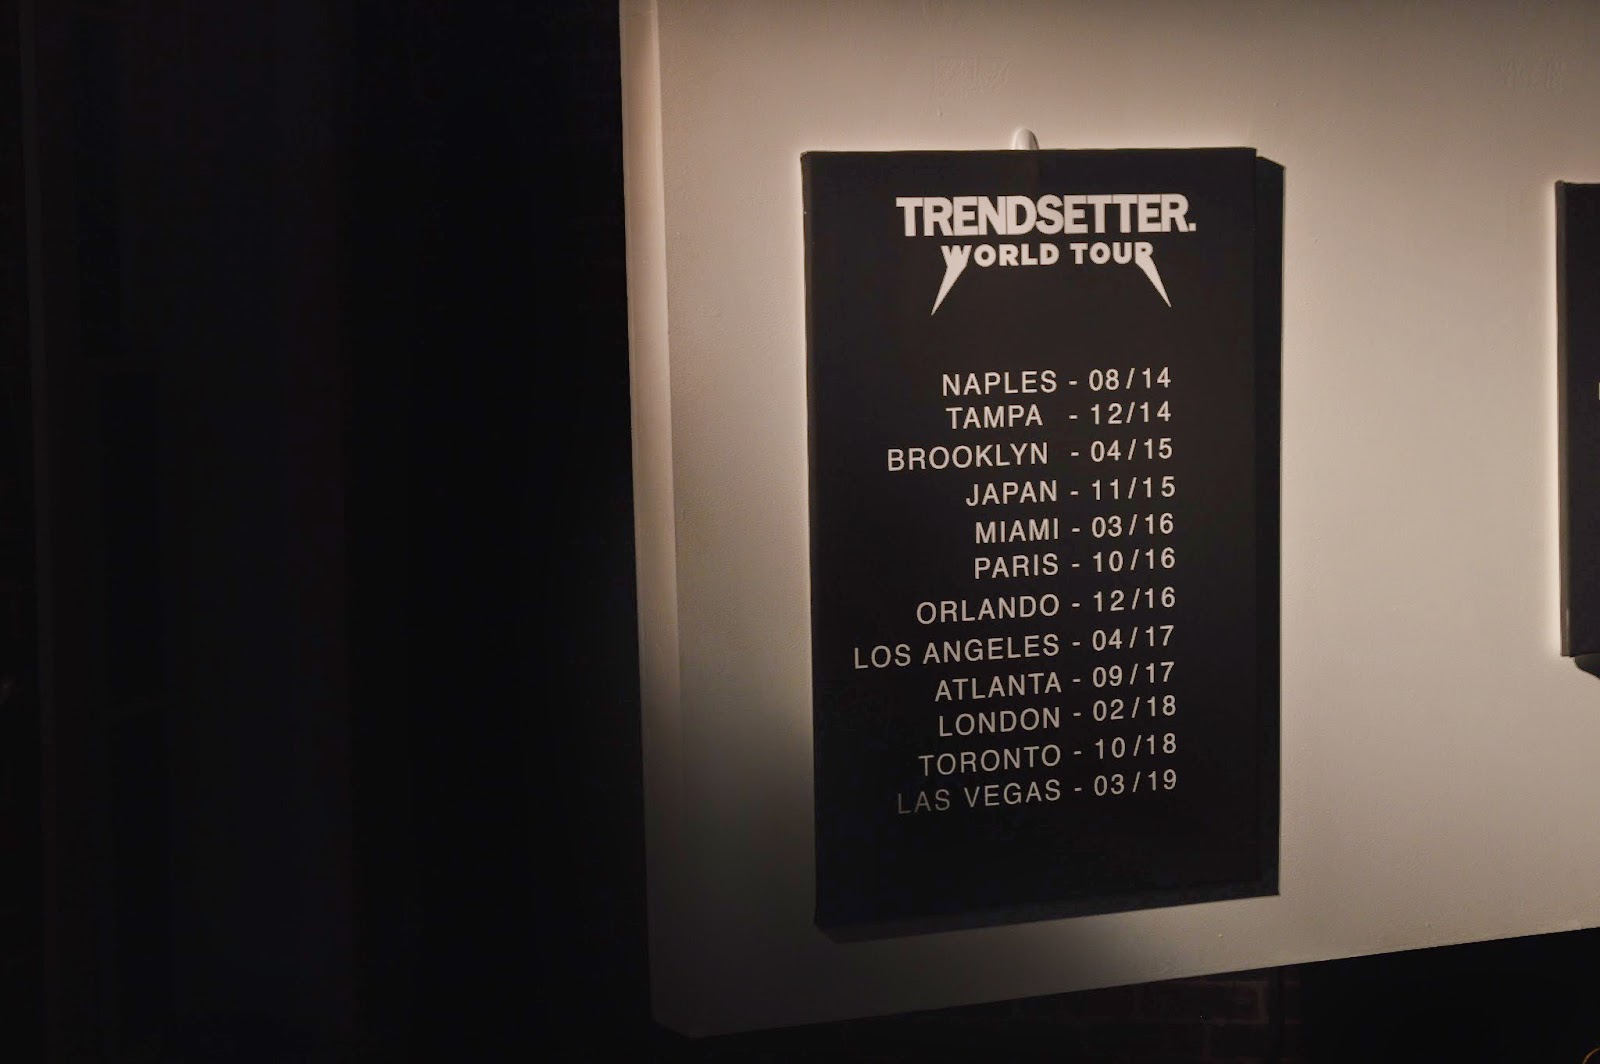 TRENDSETTER.
WORLD TOUR
NAPLES - 08/14
TAMPA - 12/14
BROOKLYN - 04/15
JAPAN - 11/15
MIAMI - 03/16
PARIS - 10/16
ORLANDO - 12/16
LOS ANGELES - 04/17
ATLANTA - 09/17
LONDON - 02/18
TORONTO - 10/18
LAS VEGAS - 03/19